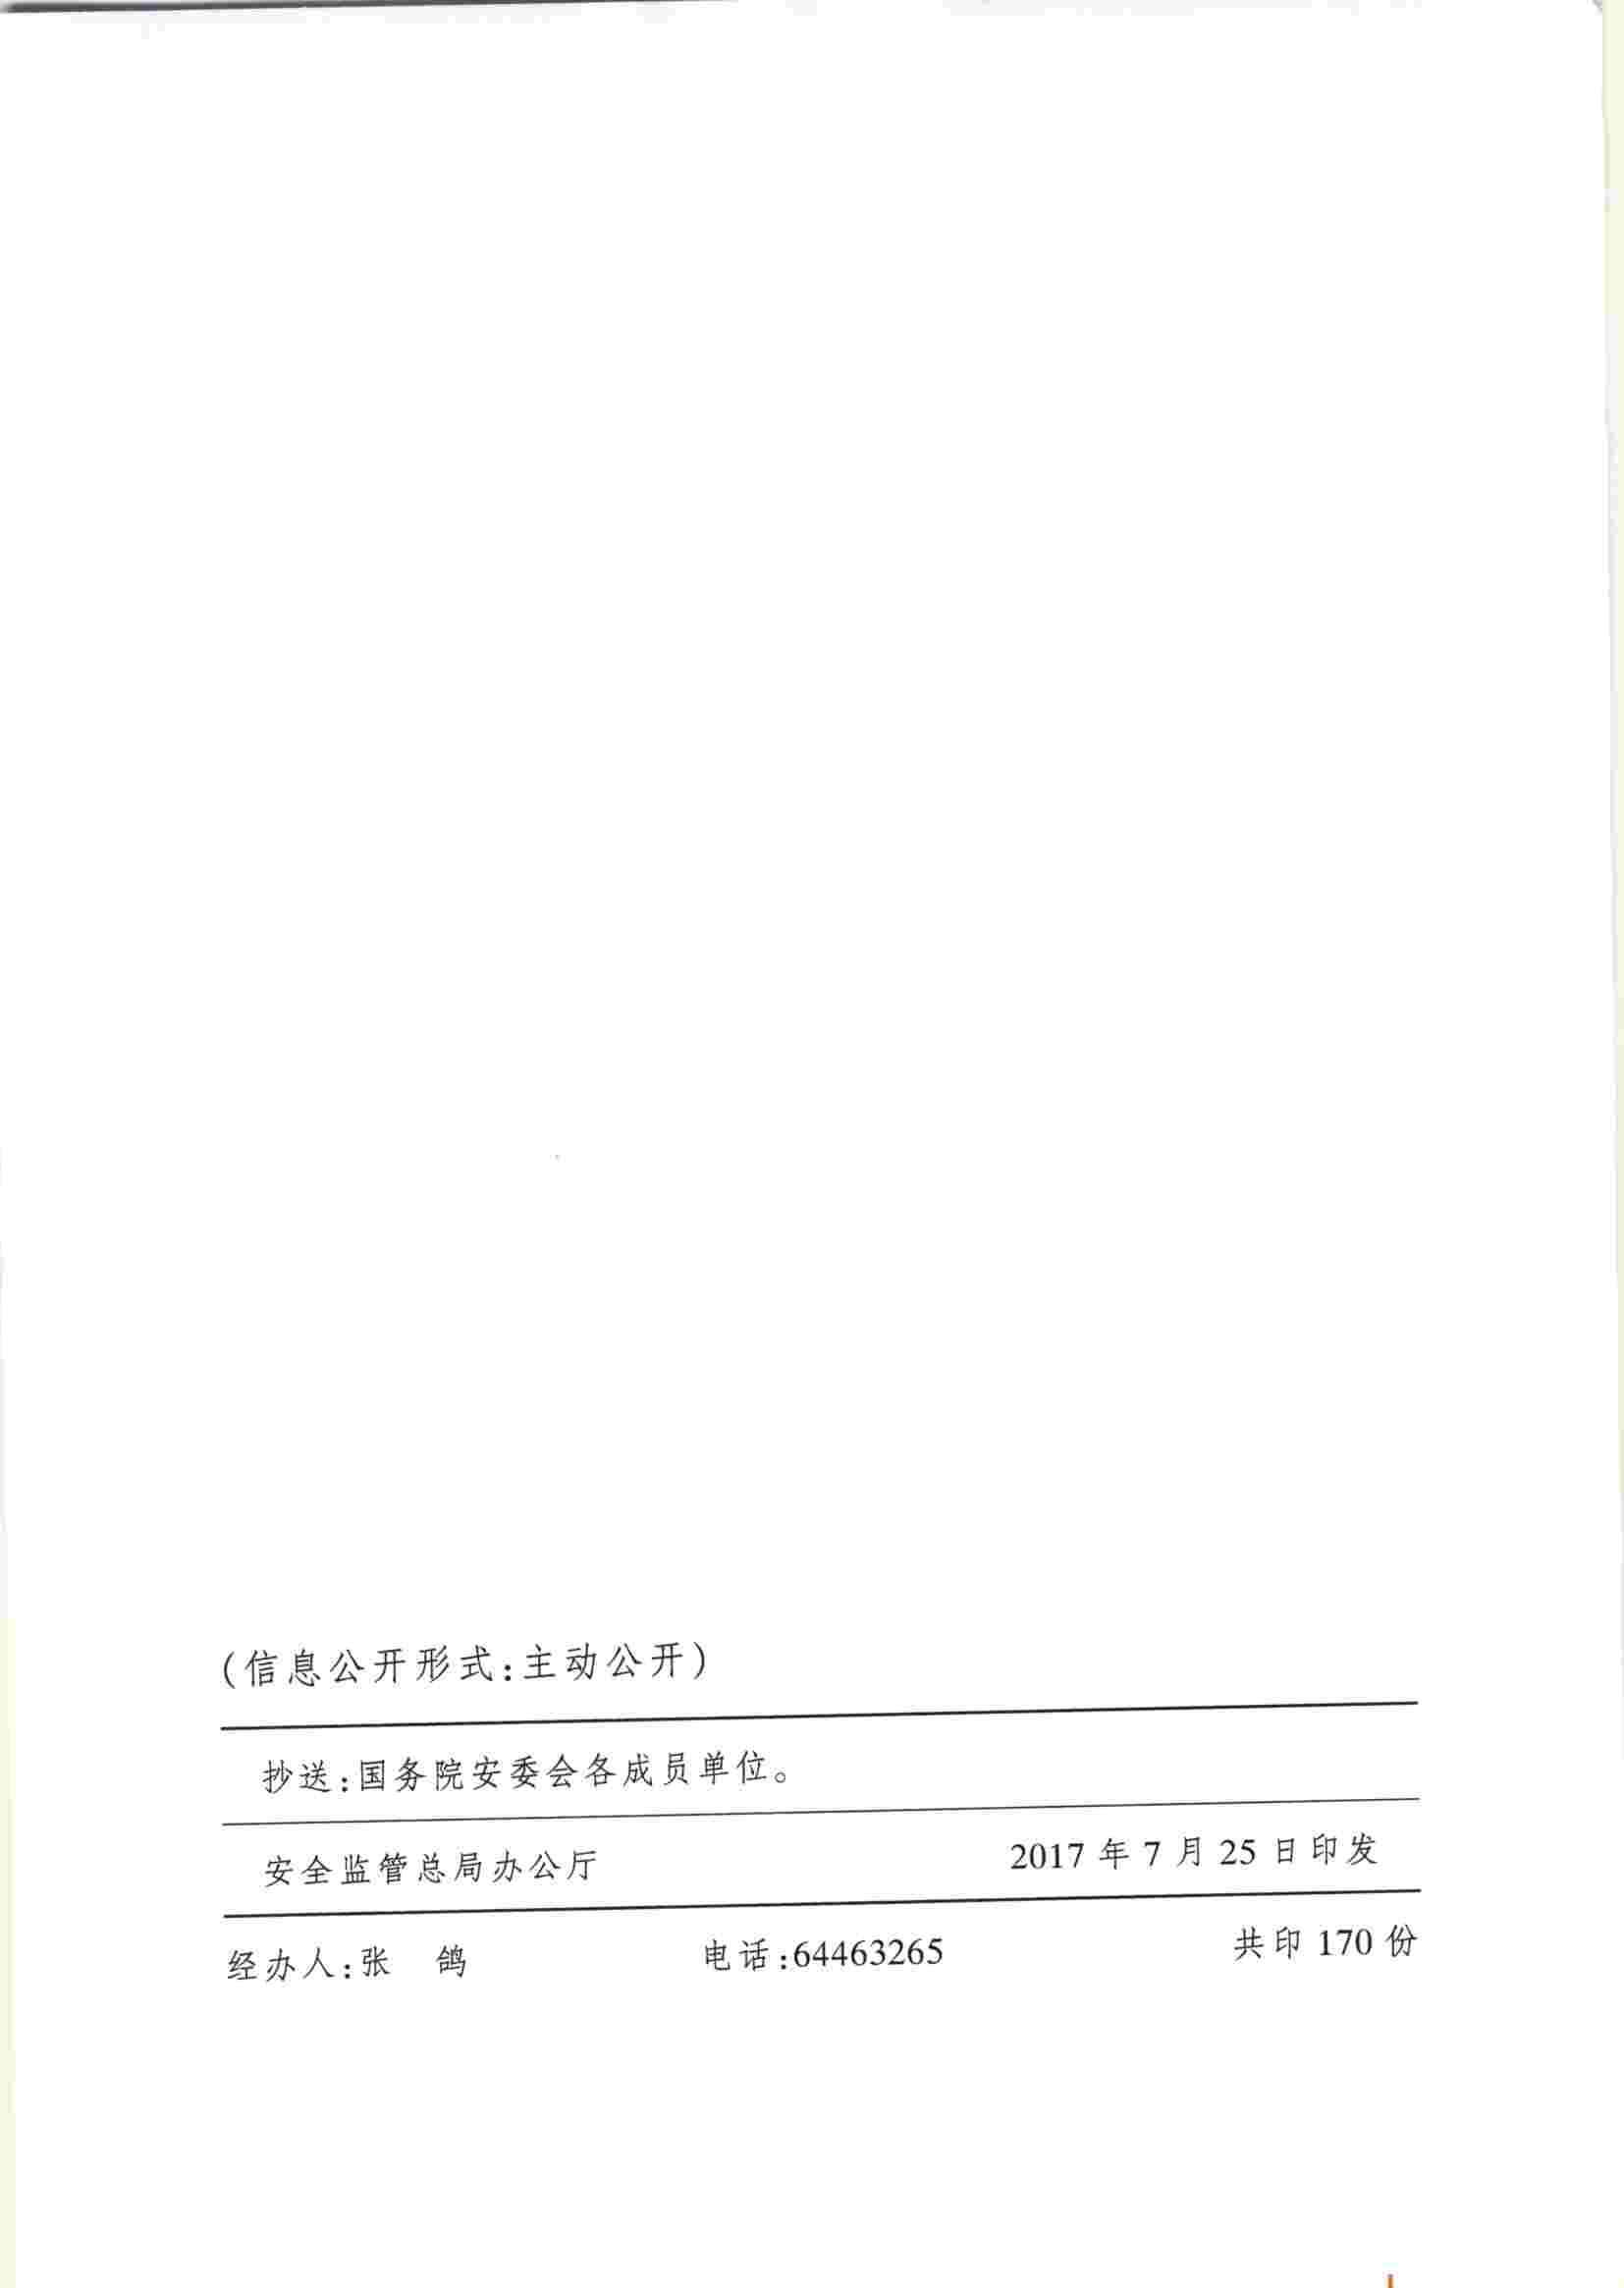 (信息公开形式:主动公开)
抄送:国务院安委会各成员单位。
安全监管总局办公厅 2017年7月25日印发
经办人:张 鸽 电话:64463265 共印170份